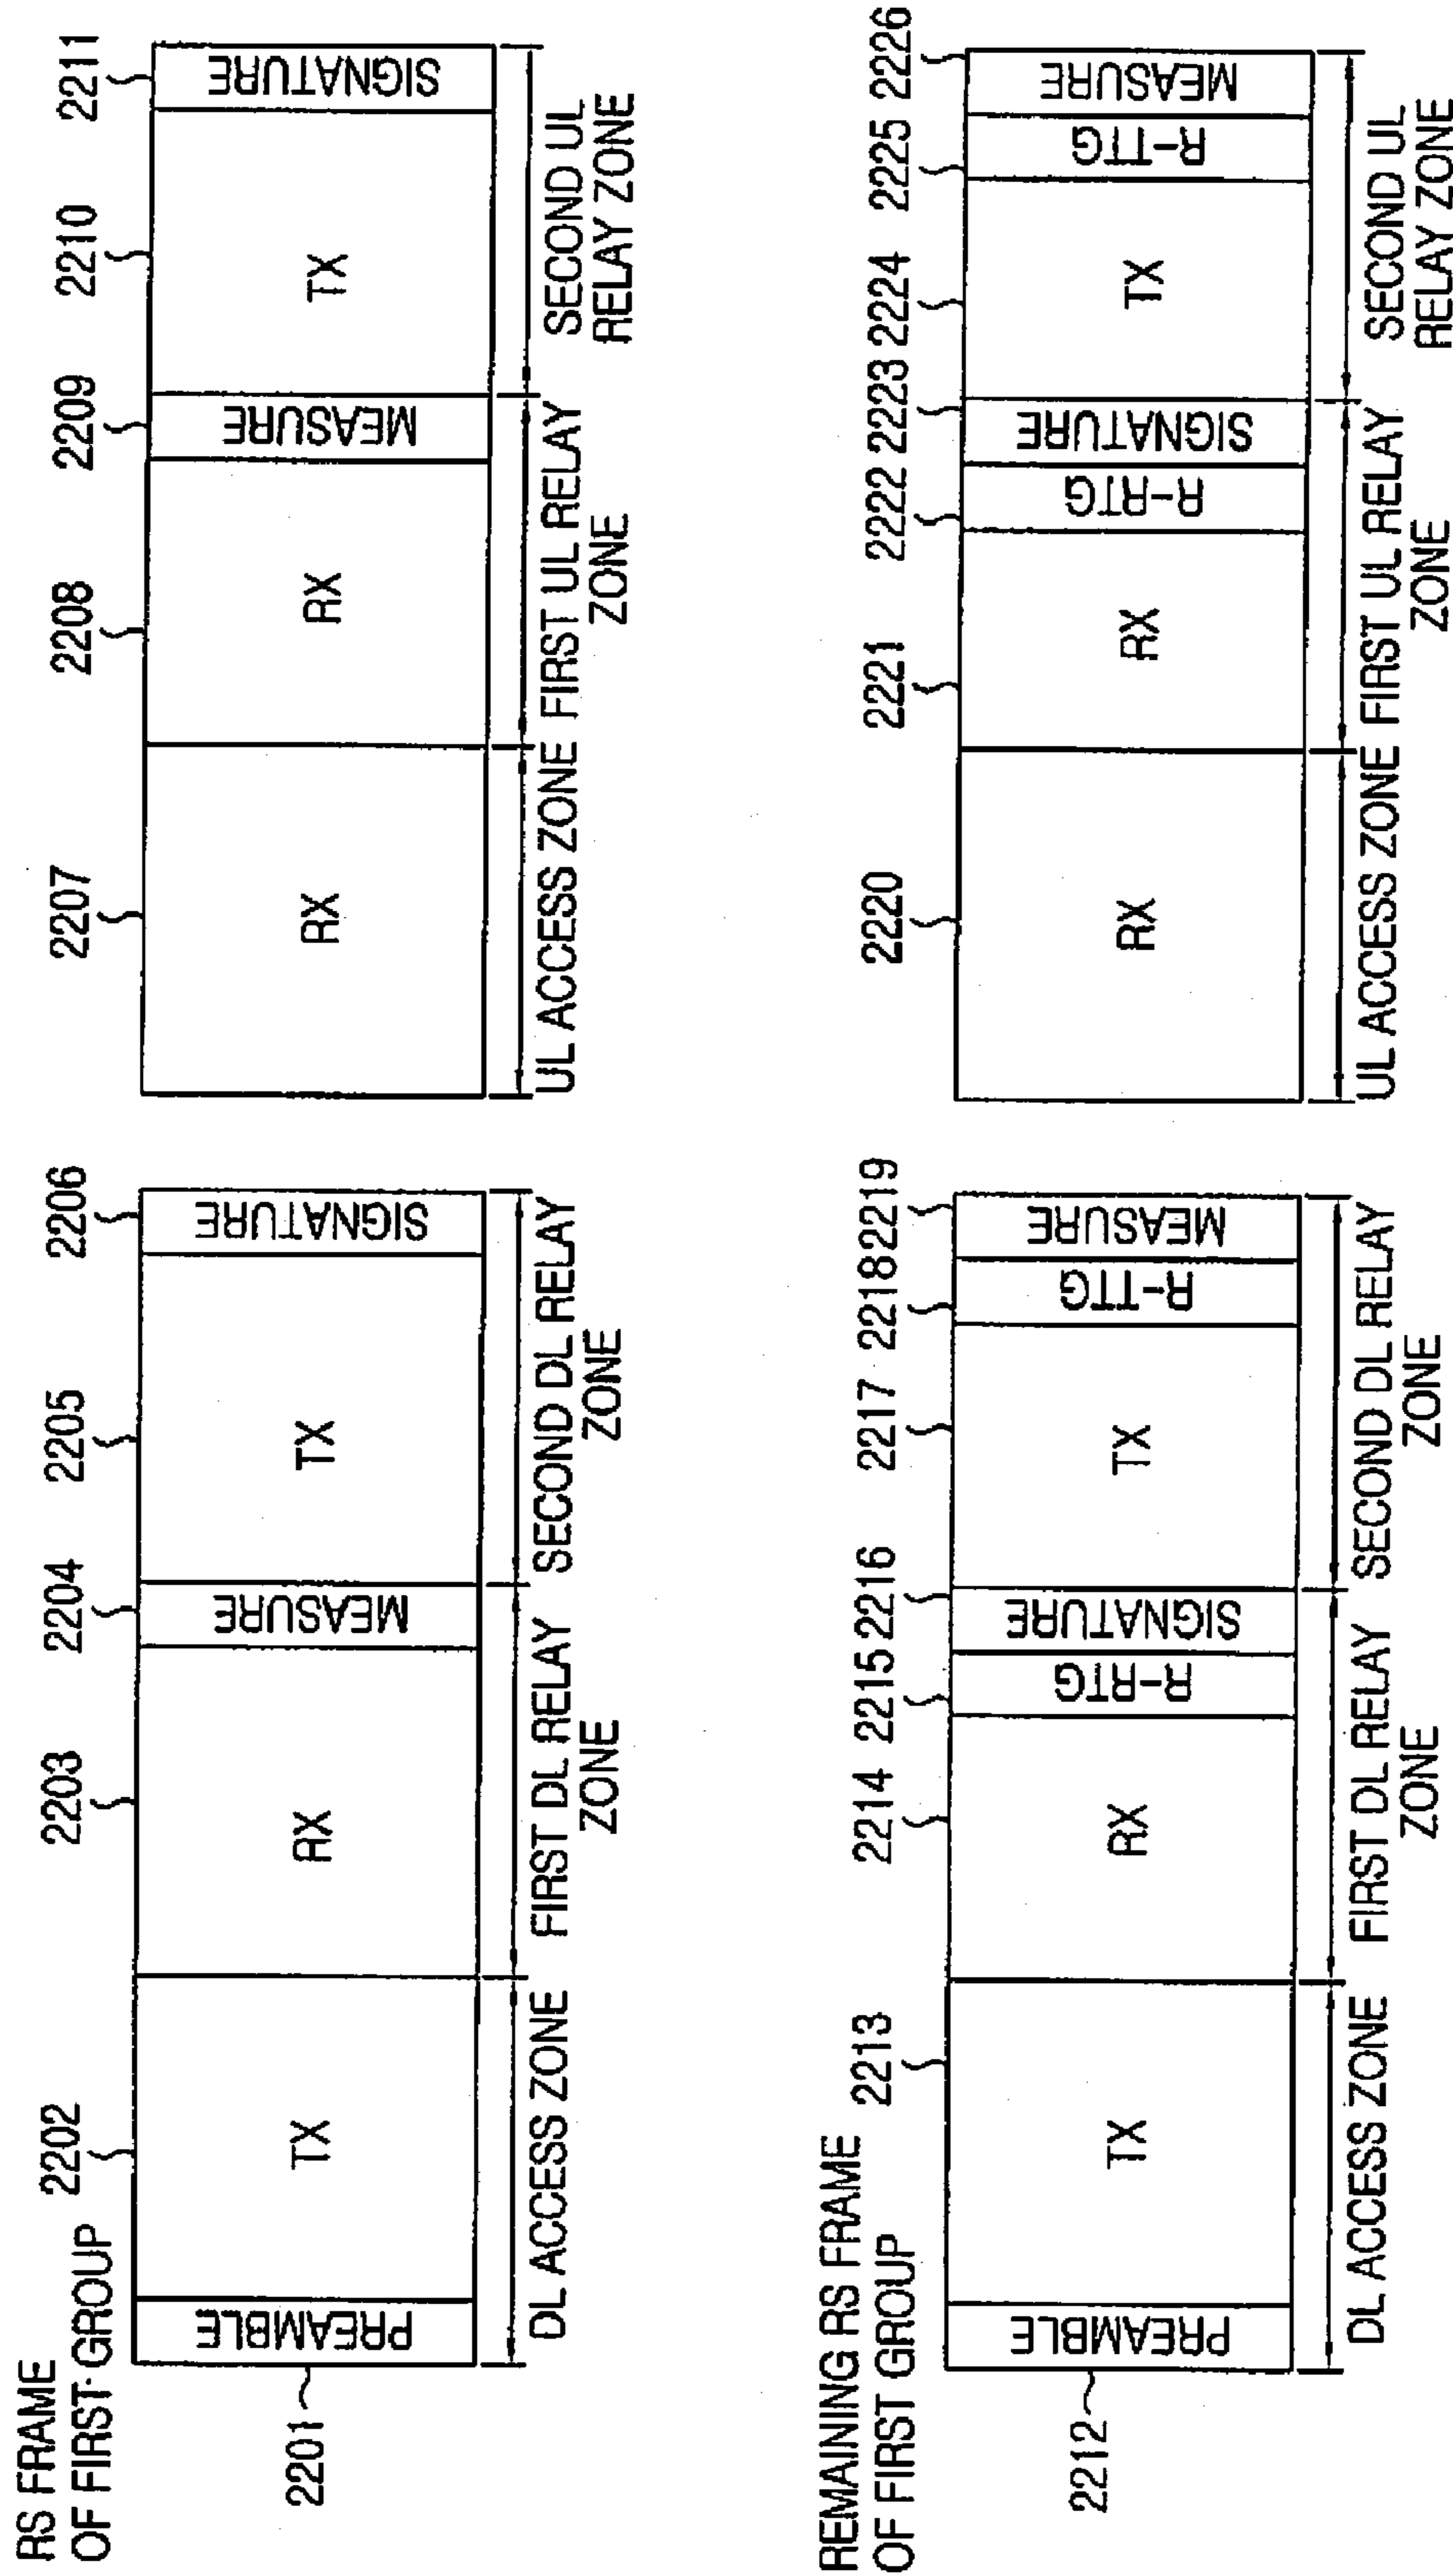 RS FRAME
OF FIRST GROUP
2201
2202
2203
2204
2205
2206
2207
2208
2209
2210
2211
PREAMBLE
TX
RX
MEASURE
TX
SIGNATURE
RX
RX
MEASURE
TX
SIGNATURE
DL ACCESS ZONE
FIRST DL RELAY
ZONE
SECOND DL RELAY
ZONE
UL ACCESS ZONE
FIRST UL RELAY
ZONE
SECOND UL
RELAY ZONE
REMAINING RS FRAME
OF FIRST GROUP
2212
2213
2214
2215
2216
2217
2218
2219
2220
2221
2222
2223
2224
2225
2226
PREAMBLE
TX
RX
R-RTG
SIGNATURE
TX
R-TTG
MEASURE
RX
RX
R-RTG
SIGNATURE
TX
R-TTG
MEASURE
DL ACCESS ZONE
FIRST DL RELAY
ZONE
SECOND DL RELAY
ZONE
UL ACCESS ZONE
FIRST UL RELAY
ZONE
SECOND UL
RELAY ZONE